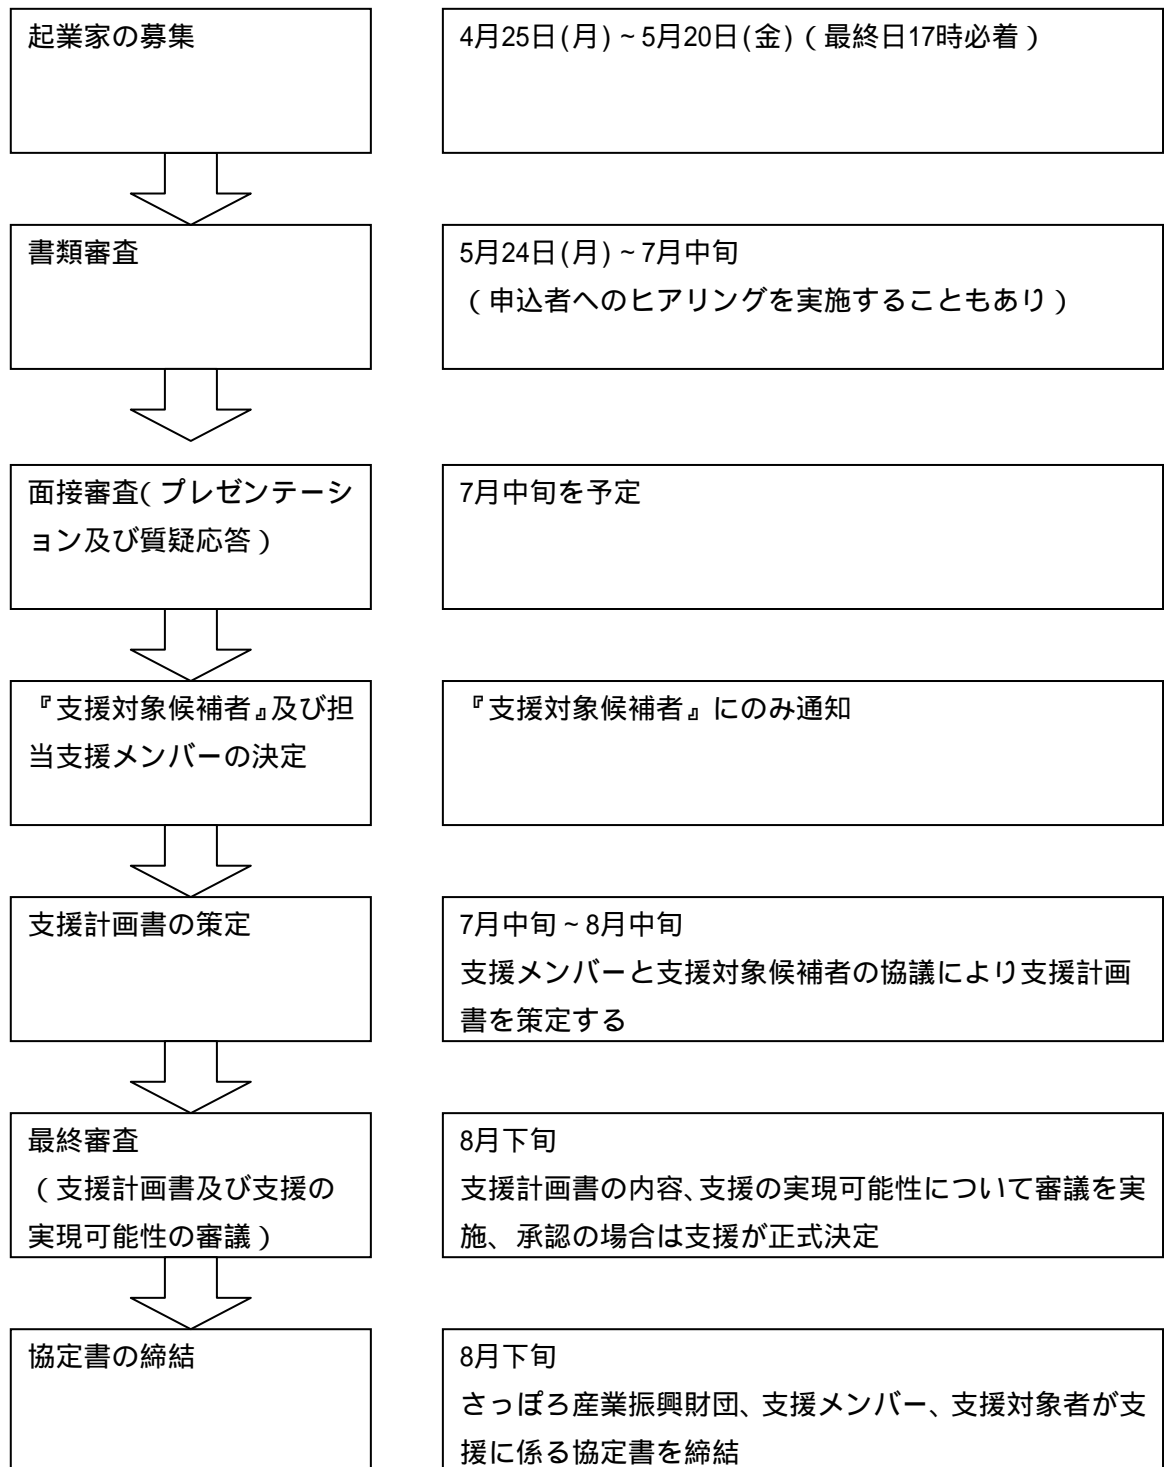 起業家の募集
4月25日(月)~5月20日(金)(最終日17時必着)
書類審査
5月24日(月)~7月中旬
(申込者へのヒアリングを実施することもあり)
面接審査(プレゼンテーシ
ョン及び質疑応答)
7月中旬を予定
『支援対象候補者』及び担
当支援メンバーの決定
『支援対象候補者』にのみ通知
支援計画書の策定
7月中旬~8月中旬
支援メンバーと支援対象候補者の協議により支援計画
書を策定する
最終審査
(支援計画書及び支援の
実現可能性の審議)
8月下旬
支援計画書の内容、支援の実現可能性について審議を実
施、承認の場合は支援が正式決定
協定書の締結
8月下旬
さっぽろ産業振興財団、支援メンバー、支援対象者が支
援に係る協定書を締結